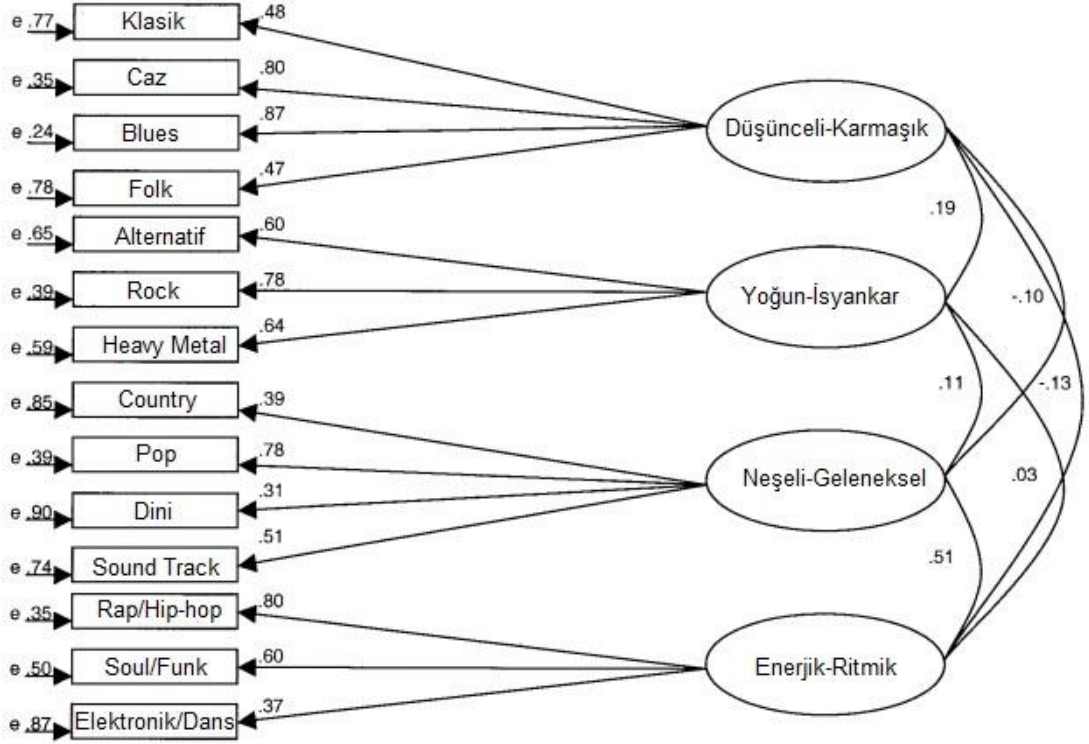 e .77 Klasik .48
e .35 Caz .80
e .24 Blues .87
Düşünceli-Karmaşık
e .78 Folk .47
e .65 Alternatif .60
.19
e .39 Rock .78
Yoğun-İsyankar
-.10
e .59 Heavy Metal .64
e .85 Country .39
.11
-.13
e .39 Pop .78
Neşeli-Geleneksel
.03
e .90 Dini .31
e .74 Sound Track .51
.51
e .35 Rap/Hip-hop .80
e .50 Soul/Funk .60
Enerjik-Ritmik
e .87 Elektronik/Dans .37